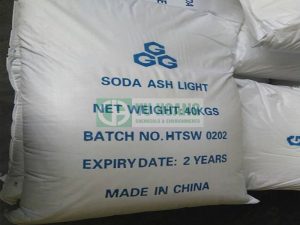 G
G G
SODA ASH LIGHT
NET WEIGHT:40KGS
BATCH NO. HTSW 0202
EXPIRY DATE: 2 YEARS
MADE IN CHINA